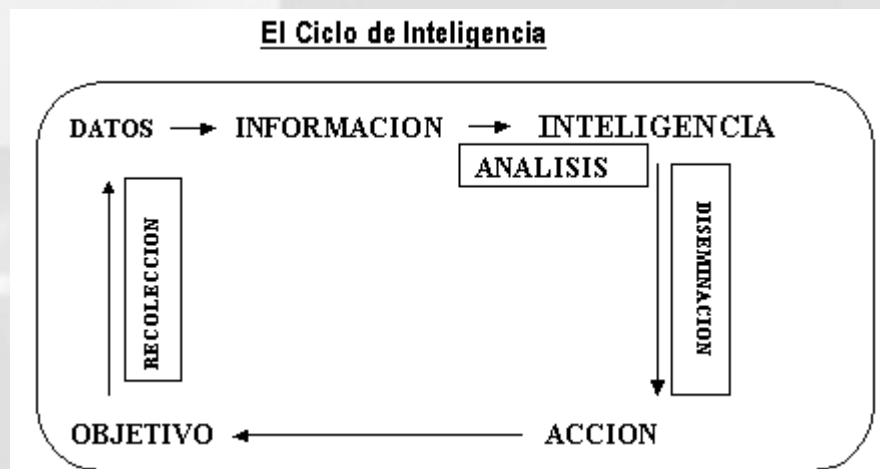 El Ciclo de Inteligencia
DATOS INFORMACION INTELIGENCIA
ANALISIS
RECOLECCION
DISEMINACION
OBJETIVO ACCION